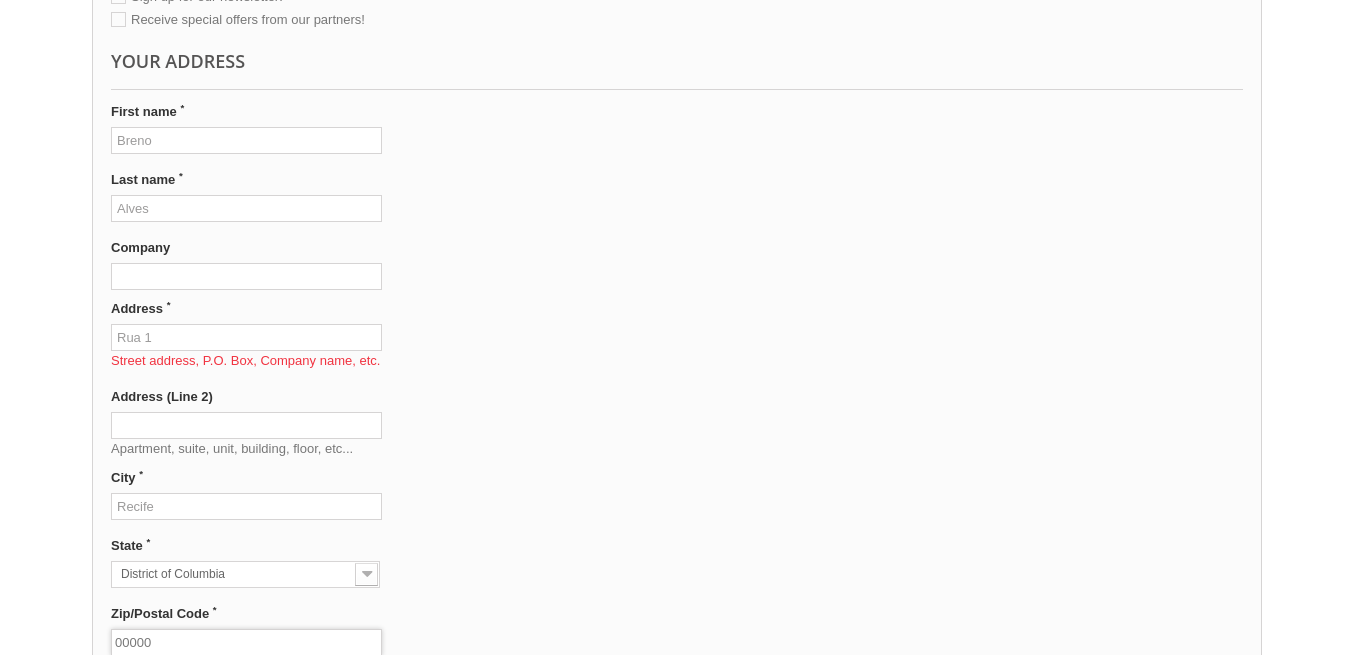 Receive special offers from our partners!
YOUR ADDRESS
First name *
Breno
Last name *
Alves
Company
Address *
Rua 1
Street address, P.O. Box, Company name, etc.
Address (Line 2)
Apartment, suite, unit, building, floor, etc...
City *
Recife
State *
District of Columbia
Zip/Postal Code *
00000